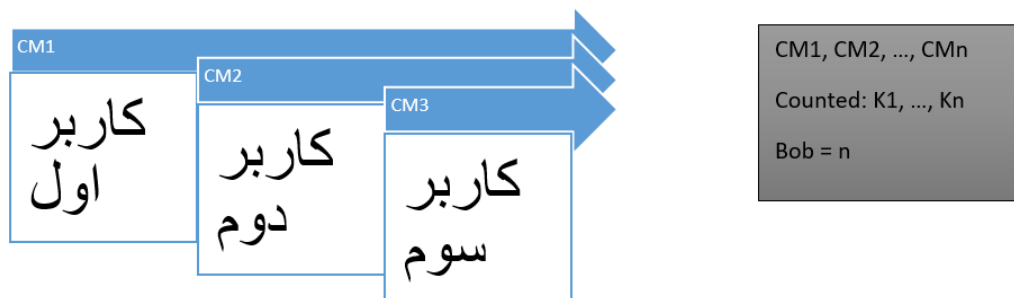 CM1
کاربر
اول
CM2
کاربر
دوم
CM3
کاربر
سوم
CM1, CM2, ..., CMn
Counted: K1, ..., Kn
Bob = n